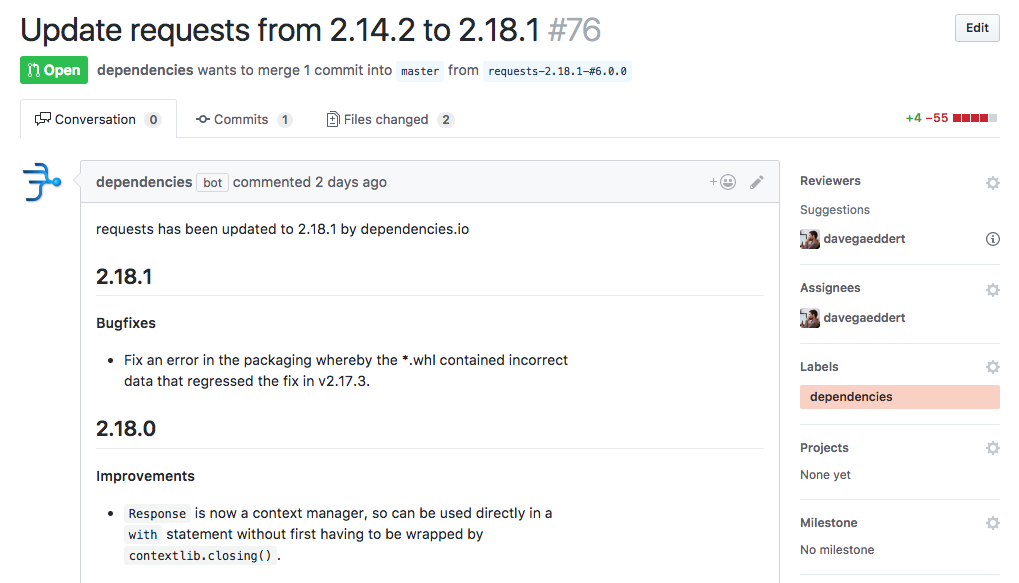 Update requests from 2.14.2 to 2.18.1 #76
Edit
Open dependencies wants to merge 1 commit into master from requests-2.18.1-#6.0.0
Conversation 0 Commits 1 Files changed 2 +4 −55
dependencies bot commented 2 days ago
requests has been updated to 2.18.1 by dependencies.io
2.18.1
Bugfixes
• Fix an error in the packaging whereby the *.whl contained incorrect
data that regressed the fix in v2.17.3.
2.18.0
Improvements
• Response is now a context manager, so can be used directly in a
with statement without first having to be wrapped by
contextlib.closing().
Reviewers
Suggestions
davegaeddert
Assignees
davegaeddert
Labels
dependencies
Projects
None yet
Milestone
No milestone